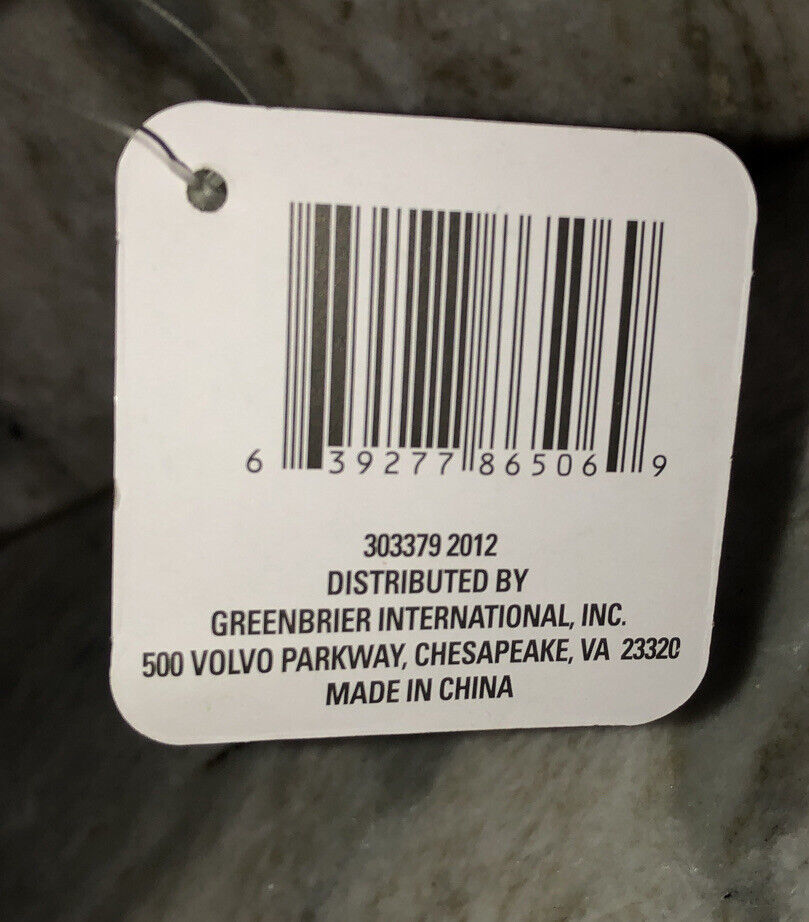 6 39277 86506 9
303379 2012
DISTRIBUTED BY
GREENBRIER INTERNATIONAL, INC.
500 VOLVO PARKWAY, CHESAPEAKE, VA 23320
MADE IN CHINA